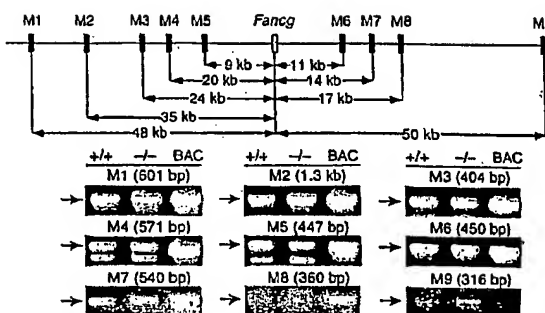 M1 M2 M3 M4 M5 Fancg M6 M7 M8 M
9 kb 11 kb
20 kb 14 kb
24 kb 17 kb
35 kb
48 kb 50 kb
+/+ -/- BAC +/+ -/- BAC +/+ -/- BAC
M1 (601 bp) M2 (1.3 kb) M3 (404 bp)
M4 (571 bp) M5 (447 bp) M6 (450 bp)
M7 (540 bp) M8 (360 bp) M9 (316 bp)